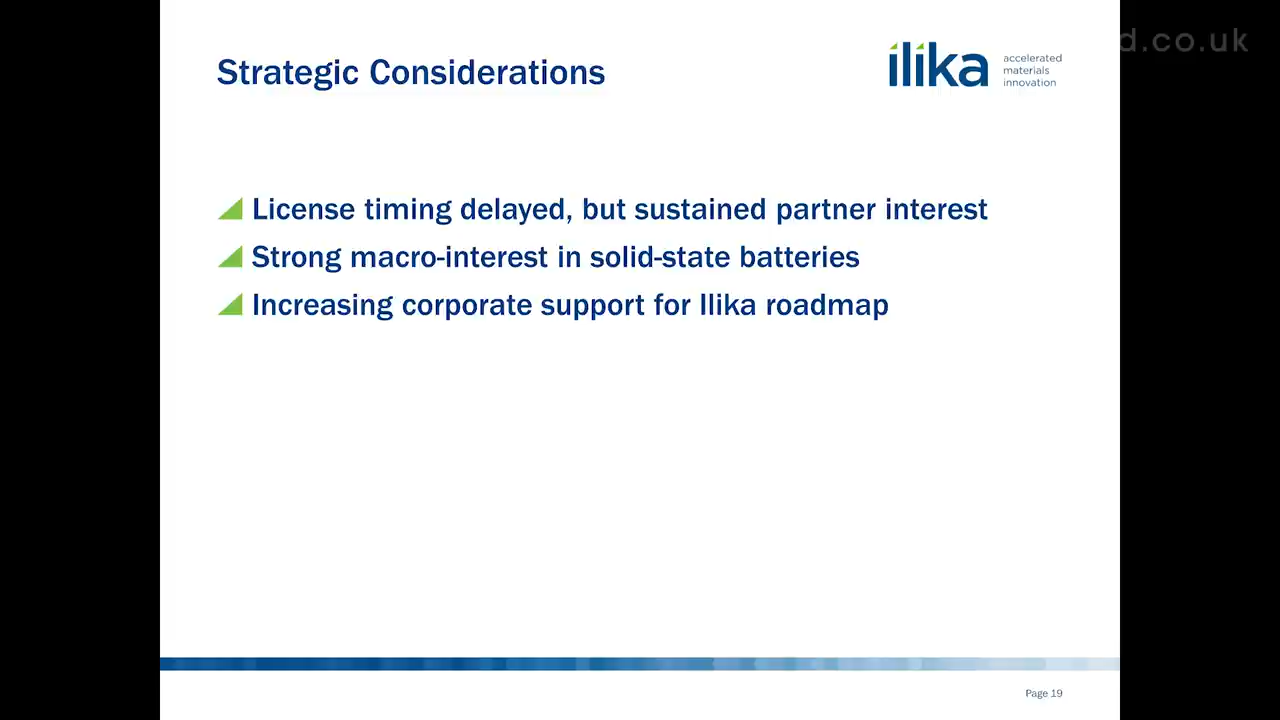 Strategic Considerations
ilika
accelerated
materials
innovation
d.co.uk
License timing delayed, but sustained partner interest
Strong macro-interest in solid-state batteries
Increasing corporate support for Ilika roadmap
Page 19